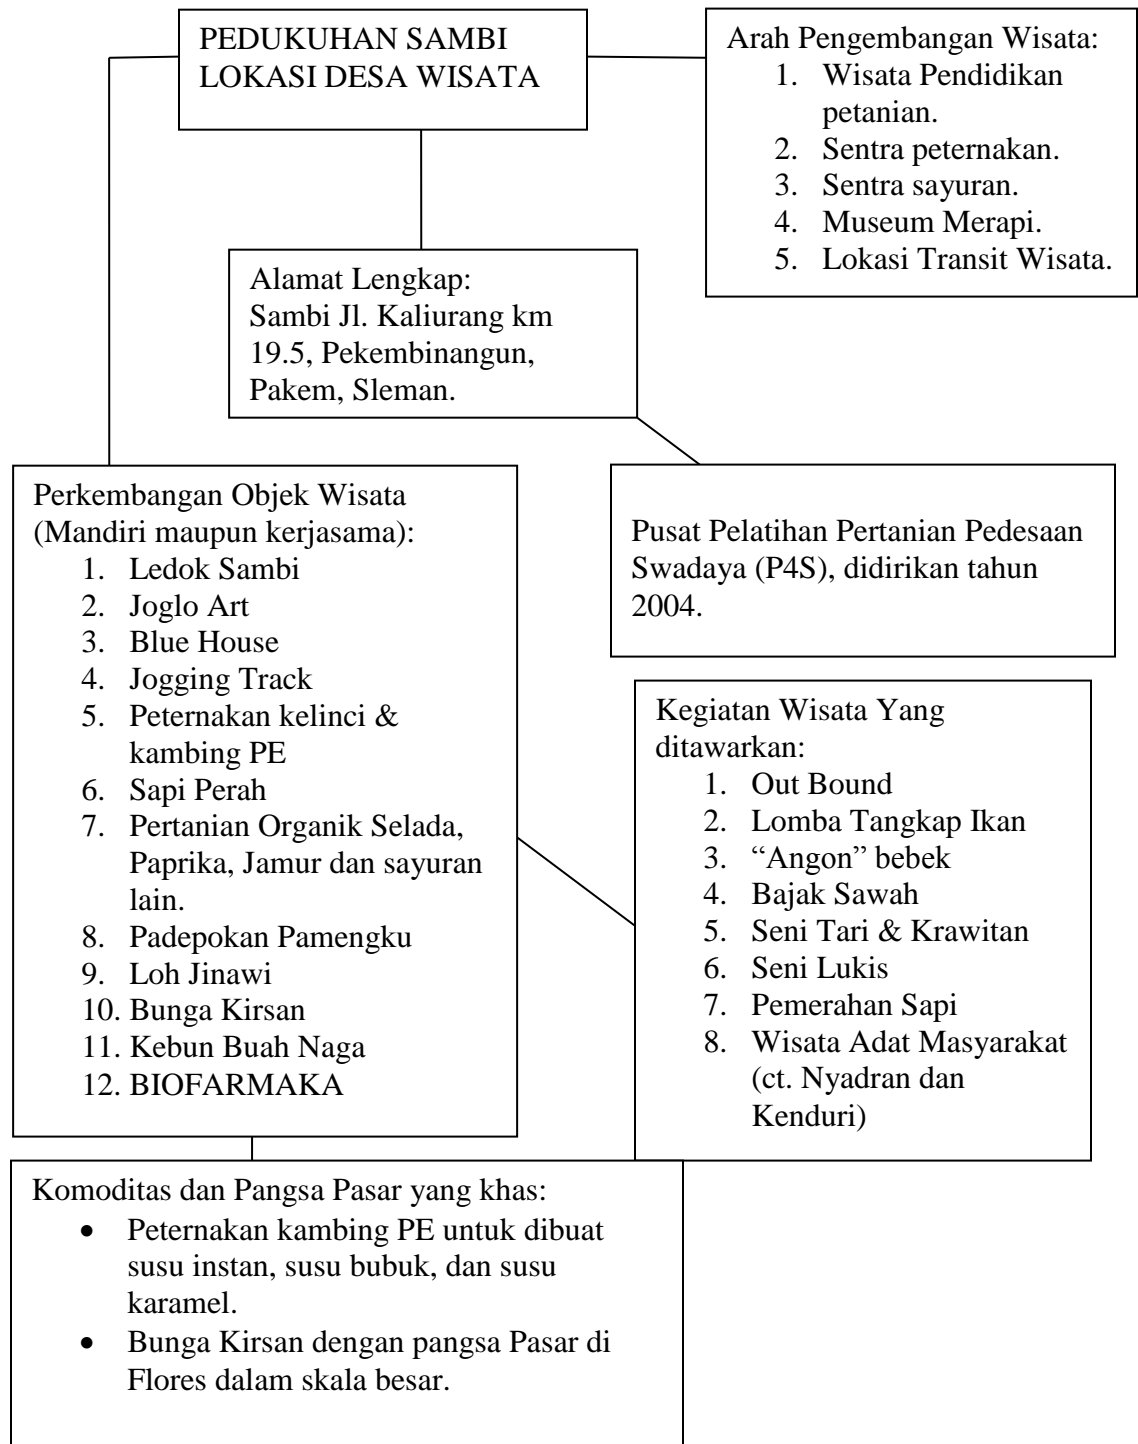 PEDUKUHAN SAMBI
LOKASI DESA WISATA
Arah Pengembangan Wisata:
1. Wisata Pendidikan
petanian.
2. Sentra peternakan.
3. Sentra sayuran.
4. Museum Merapi.
5. Lokasi Transit Wisata.
Alamat Lengkap:
Sambi Jl. Kaliurang km
19.5, Pekembinangun,
Pakem, Sleman.
Perkembangan Objek Wisata
(Mandiri maupun kerjasama):
1. Ledok Sambi
2. Joglo Art
3. Blue House
4. Jogging Track
5. Peternakan kelinci &
kambing PE
6. Sapi Perah
7. Pertanian Organik Selada,
Paprika, Jamur dan sayuran
lain.
8. Padepokan Pamengku
9. Loh Jinawi
10. Bunga Kirsan
11. Kebun Buah Naga
12. BIOFARMAKA
Pusat Pelatihan Pertanian Pedesaan
Swadaya (P4S), didirikan tahun
2004.
Kegiatan Wisata Yang
ditawarkan:
1. Out Bound
2. Lomba Tangkap Ikan
3. “Angon” bebek
4. Bajak Sawah
5. Seni Tari & Krawitan
6. Seni Lukis
7. Pemerahan Sapi
8. Wisata Adat Masyarakat
(ct. Nyadran dan
Kenduri)
Komoditas dan Pangsa Pasar yang khas:
• Peternakan kambing PE untuk dibuat
susu instan, susu bubuk, dan susu
karamel.
• Bunga Kirsan dengan pangsa Pasar di
Flores dalam skala besar.